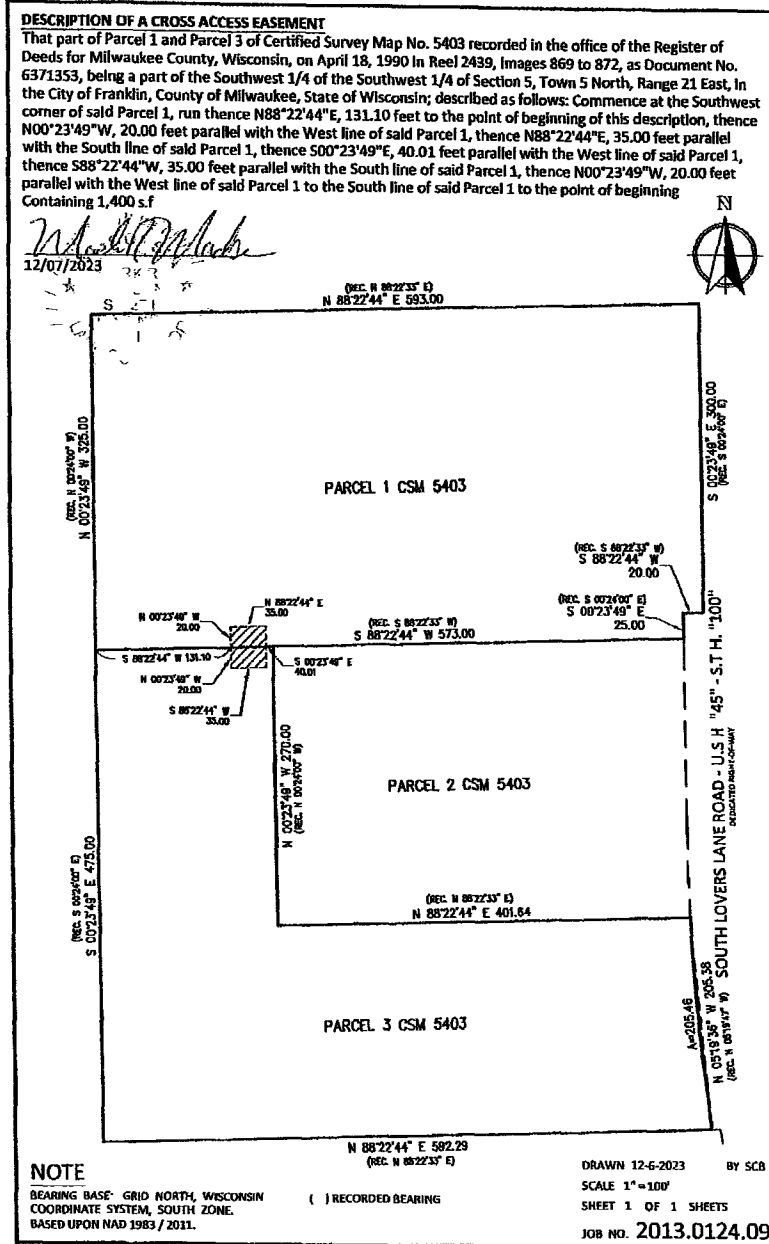 DESCRIPTION OF A CROSS ACCESS EASEMENT
That part of Parcel 1 and Parcel 3 of Certified Survey Map No. 5403 recorded in the office of the Register of
Deeds for Milwaukee County, Wisconsin, on April 18, 1990 in Reel 2439, Images 869 to 872, as Document No.
6371353, being a part of the Southwest 1/4 of the Southwest 1/4 of Section 5, Town 5 North, Range 21 East, in
the City of Franklin, County of Milwaukee, State of Wisconsin; described as follows: Commence at the Southwest
corner of said Parcel 1, run thence N88°22'44"E, 131.10 feet to the point of beginning of this description, thence
N00°23'49"W, 20.00 feet parallel with the West line of said Parcel 1, thence N88°22'44"E, 35.00 feet parallel
with the South line of said Parcel 1, thence S00°23'49"E, 40.01 feet parallel with the West line of said Parcel 1,
thence S88°22'44"W, 35.00 feet parallel with the South line of said Parcel 1, thence N00°23'49"W, 20.00 feet
parallel with the West line of said Parcel 1 to the South line of said Parcel 1 to the point of beginning
Containing 1,400 s.f
12/07/2023
N
(REC. N 88°22'33" E)
N 88°22'44" E 593.00
(REC. N 00°24'00" W)
N 00°23'49" W 325.00
S 00°23'49" E 300.00
(REC. S 00°24'00" E)
PARCEL 1 CSM 5403
(REC. S 88°22'33" W)
S 88°22'44" W
20.00
(REC. S 00°24'00" E)
S 00°23'49" E
25.00
N 88°22'44" E
35.00
N 00°23'49" W
20.00
(REC. S 88°22'33" W)
S 88°22'44" W 573.00
S 88°22'44" W 131.10
S 00°23'49" E
40.01
N 00°23'49" W
20.00
S 88°22'44" W
35.00
N 00°23'49" W 270.00
(REC. N 00°24'00" W)
PARCEL 2 CSM 5403
SOUTH LOVERS LANE ROAD - U.S.H "45" - S.T.H. "100"
DEDICATED RIGHT-OF-WAY
(REC. S 00°24'00" E)
S 00°23'49" E 475.00
(REC. N 88°22'33" E)
N 88°22'44" E 401.64
PARCEL 3 CSM 5403
A=205.46
N 05°19'36" W 205.38
(REC. N 05°19'47" W)
N 88°22'44" E 592.29
(REC. N 88°22'33" E)
NOTE
BEARING BASE: GRID NORTH, WISCONSIN
COORDINATE SYSTEM, SOUTH ZONE.
BASED UPON NAD 1983 / 2011.
( ) RECORDED BEARING
DRAWN 12-6-2023 BY SCB
SCALE 1"=100'
SHEET 1 OF 1 SHEETS
JOB NO. 2013.0124.09